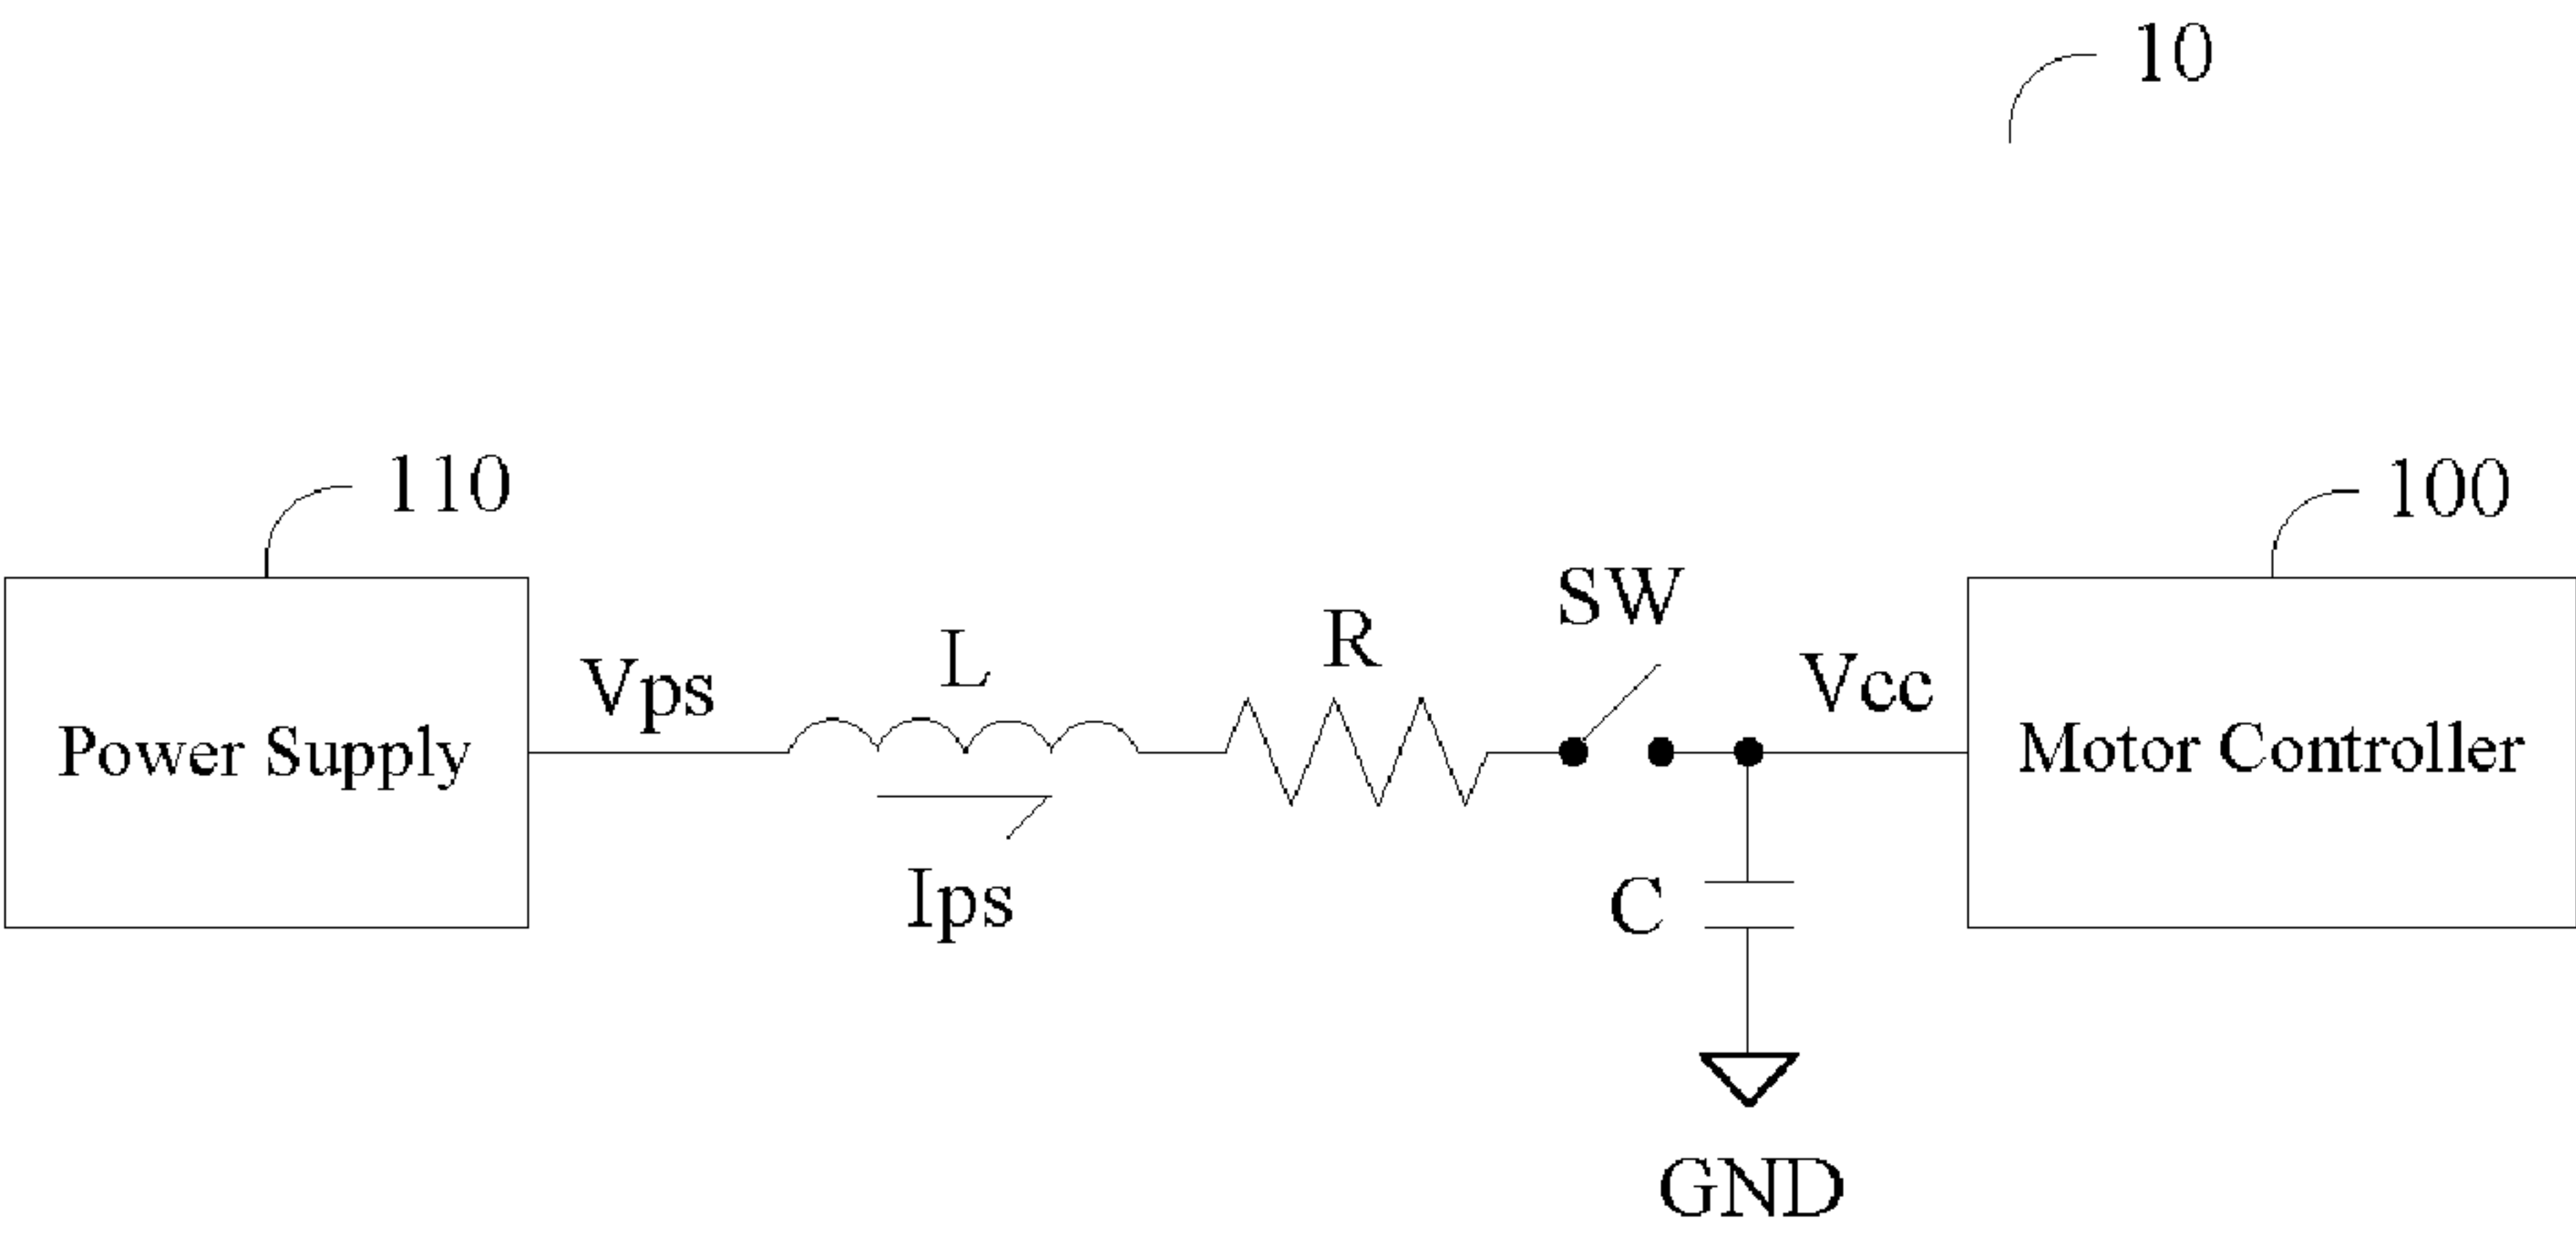 10
110
100
SW
R
L
Vps
Vcc
Power Supply
Motor Controller
Ips
C
GND